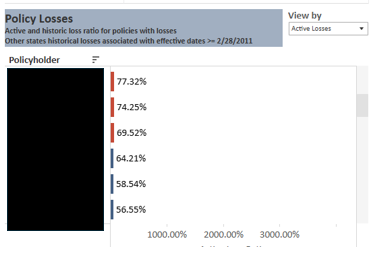 Policy Losses
Active and historic loss ratio for policies with losses
Other states historical losses associated with effective dates >= 2/28/2011
View by
Active Losses
Policyholder
77.32%
74.25%
69.52%
64.21%
58.54%
56.55%
1000.00% 2000.00% 3000.00%